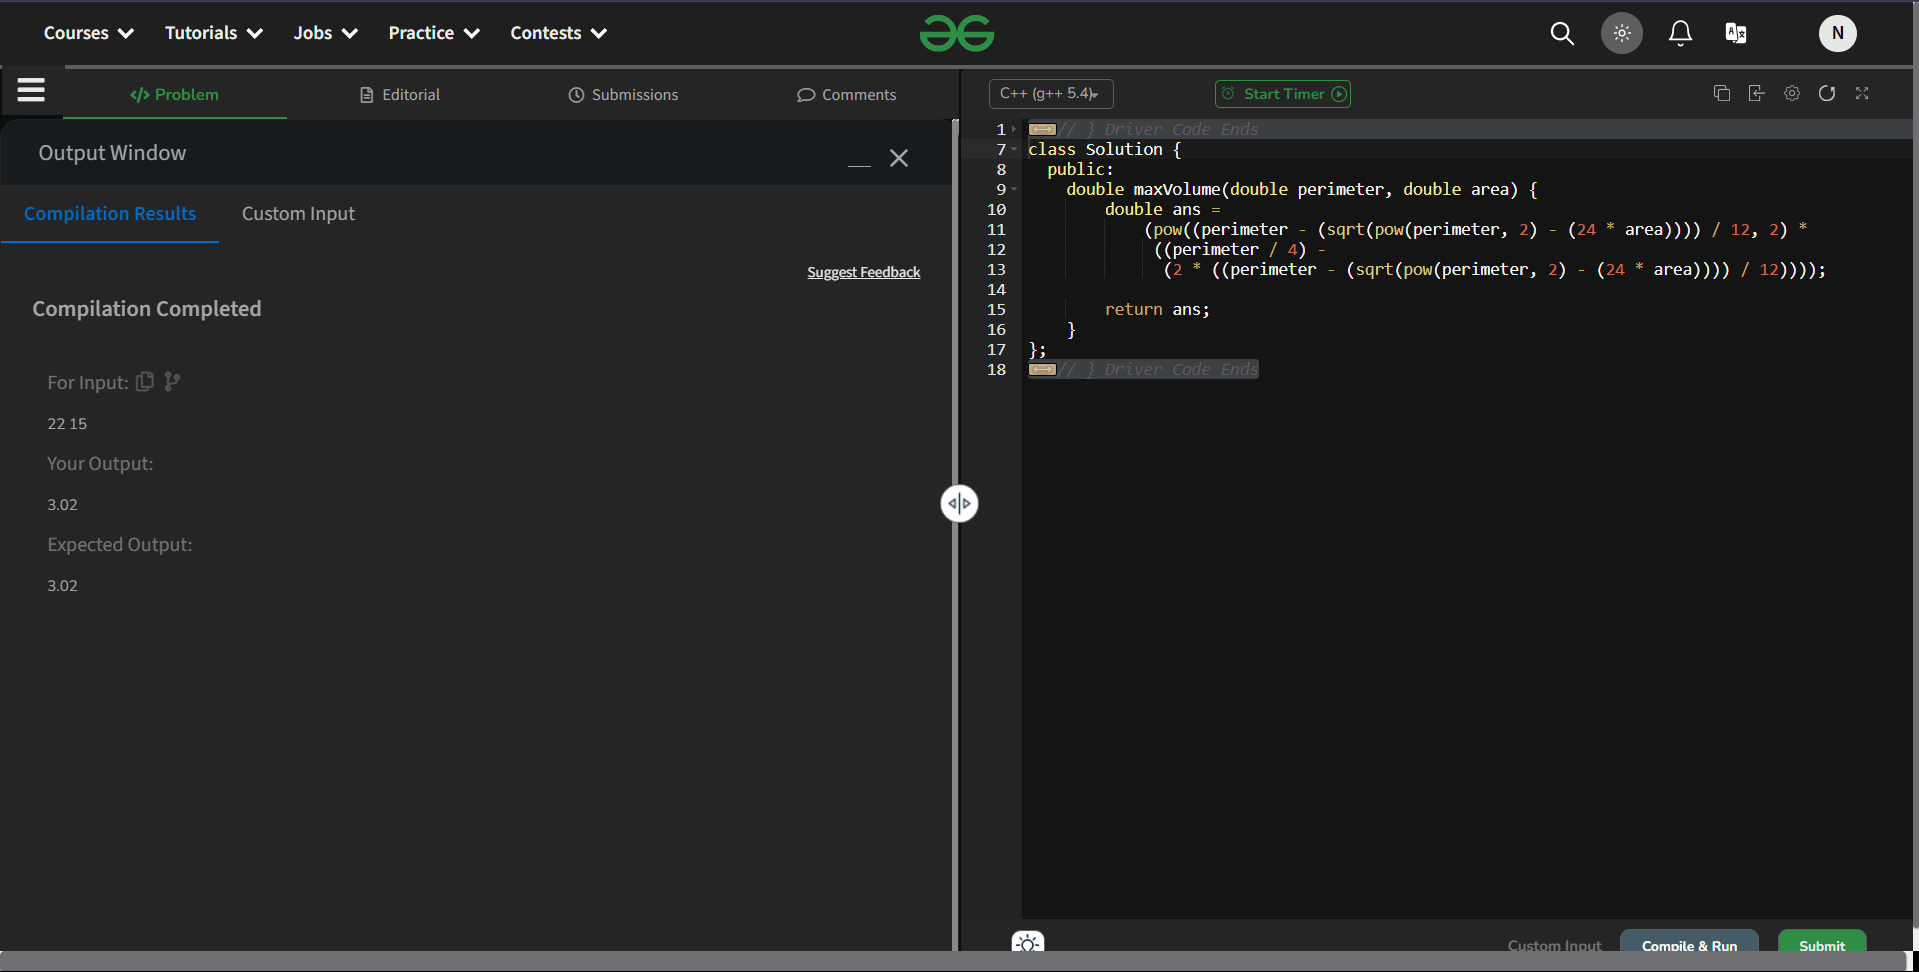 Courses Tutorials Jobs Practice Contests N
Problem Editorial Submissions Comments
Output Window
Compilation Results Custom Input
Suggest Feedback
Compilation Completed
For Input:
22 15
Your Output:
3.02
Expected Output:
3.02
C++ (g++ 5.4) Start Timer
1 // } Driver Code Ends
7 class Solution {
8 public:
9 double maxVolume(double perimeter, double area) {
10 double ans =
11 (pow((perimeter - (sqrt(pow(perimeter, 2) - (24 * area)))) / 12, 2) *
12 ((perimeter / 4) -
13 (2 * ((perimeter - (sqrt(pow(perimeter, 2) - (24 * area)))) / 12))));
14
15 return ans;
16 }
17 };
18 // } Driver Code Ends
Custom Input Compile & Run Submit